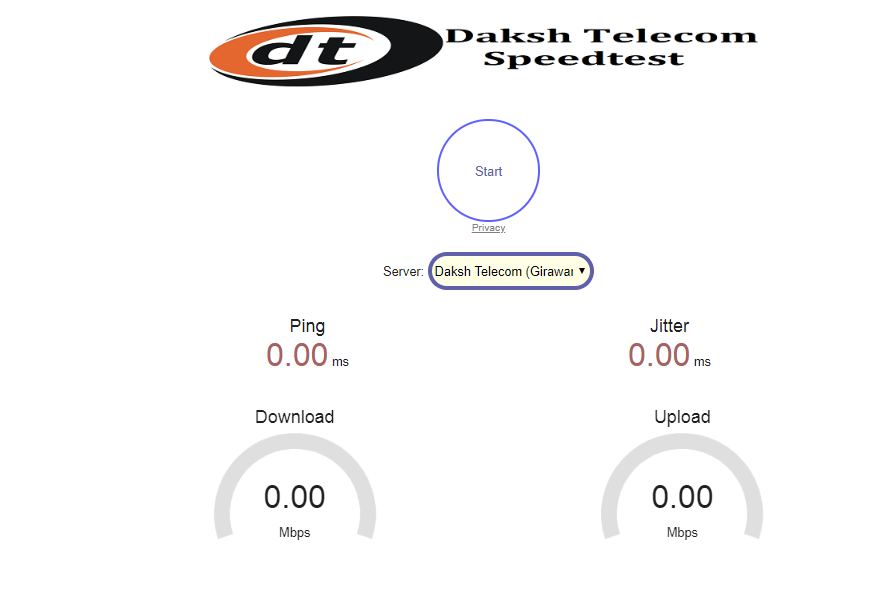 dt
Daksh Telecom
Speedtest
Start
Privacy
Server: Daksh Telecom (Girawar
Ping
0.00 ms
Jitter
0.00 ms
Download
0.00
Mbps
Upload
0.00
Mbps